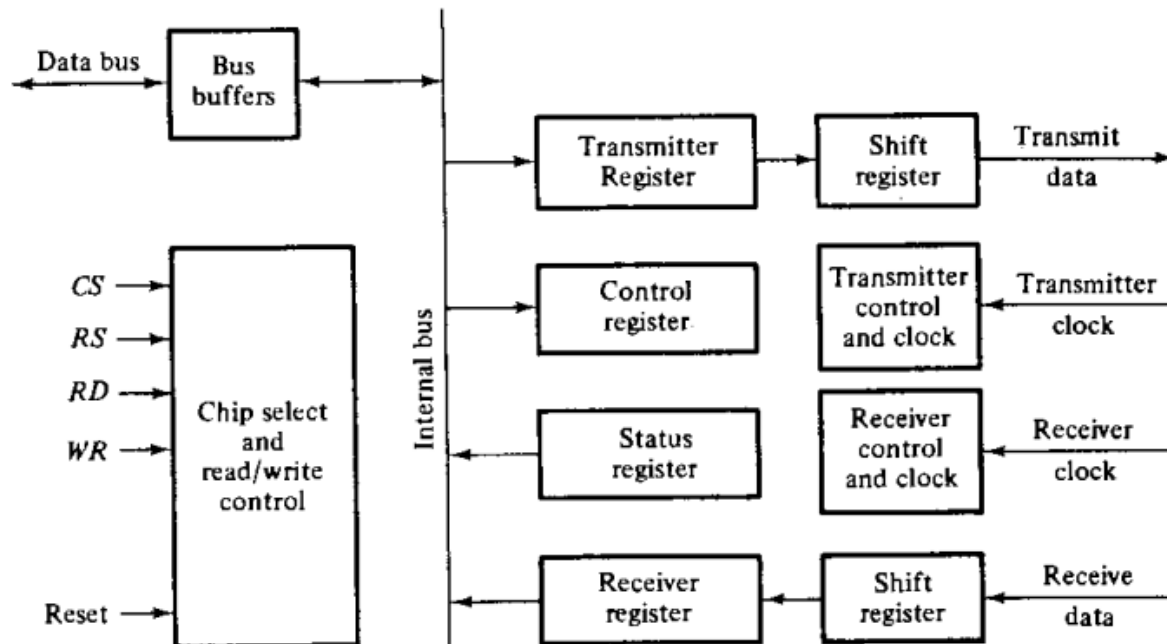 Data bus
Bus
buffers
Transmitter
Register
Shift
register
Transmit
data
CS
RS
RD
WR
Reset
Chip select
and
read/write
control
Internal bus
Control
register
Transmitter
control
and clock
Transmitter
clock
Status
register
Receiver
control
and clock
Receiver
clock
Receiver
register
Shift
register
Receive
data